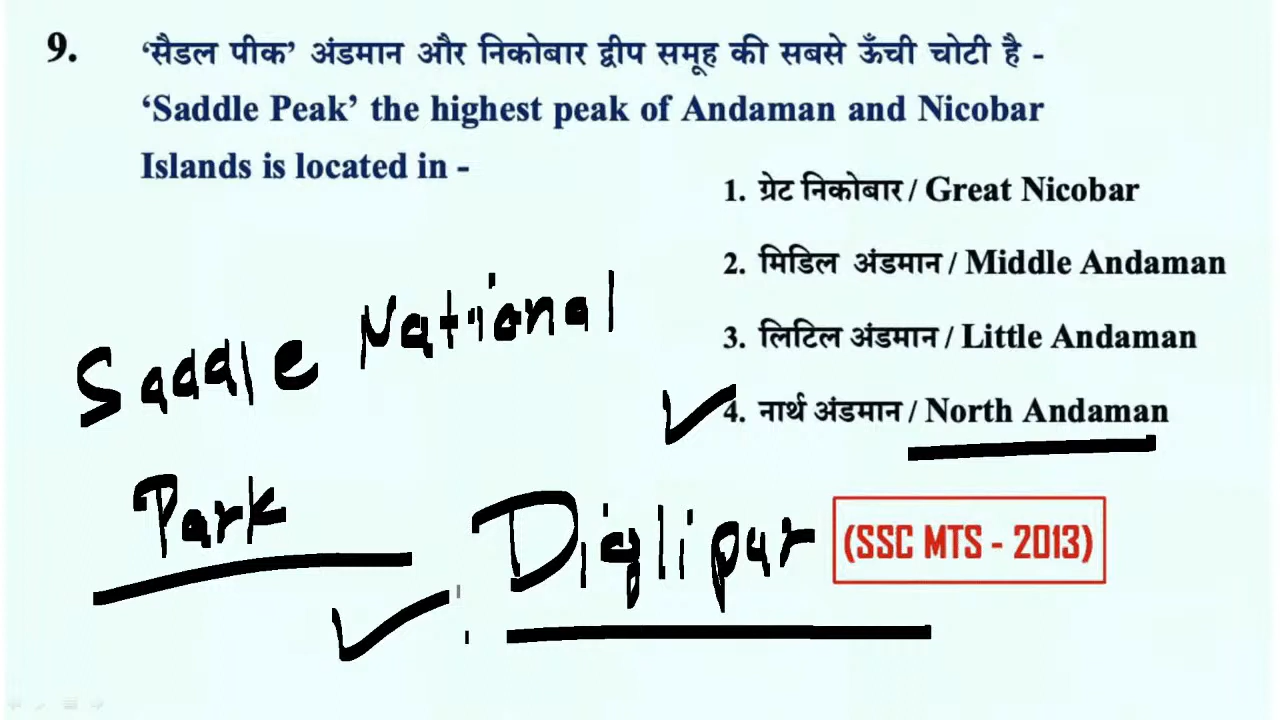 9. ‘सैडल पीक’ अंडमान और निकोबार द्वीप समूह की सबसे ऊँची चोटी है -
‘Saddle Peak’ the highest peak of Andaman and Nicobar
Islands is located in -
1. ग्रेट निकोबार / Great Nicobar
2. मिडिल अंडमान / Middle Andaman
3. लिटिल अंडमान / Little Andaman
4. नार्थ अंडमान / North Andaman
Saddle National
Park
Diglipur
(SSC MTS - 2013)